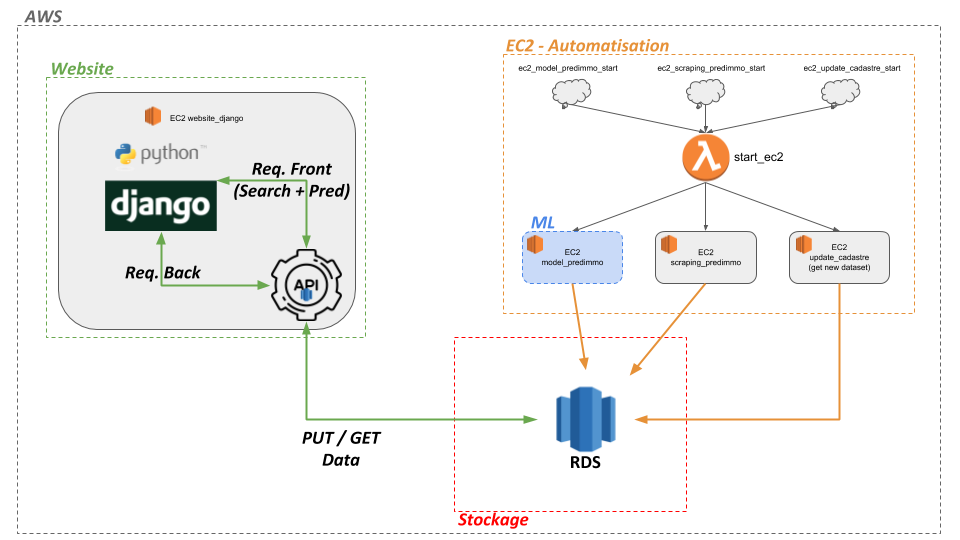 AWS
Website
EC2 website_django
python™
django
Req. Front
(Search + Pred)
Req. Back
API
PUT / GET
Data
EC2 - Automatisation
ec2_model_predimmo_start
ec2_scraping_predimmo_start
ec2_update_cadastre_start
λ
start_ec2
ML
EC2
model_predimmo
EC2
scraping_predimmo
EC2
update_cadastre
(get new dataset)
RDS
Stockage